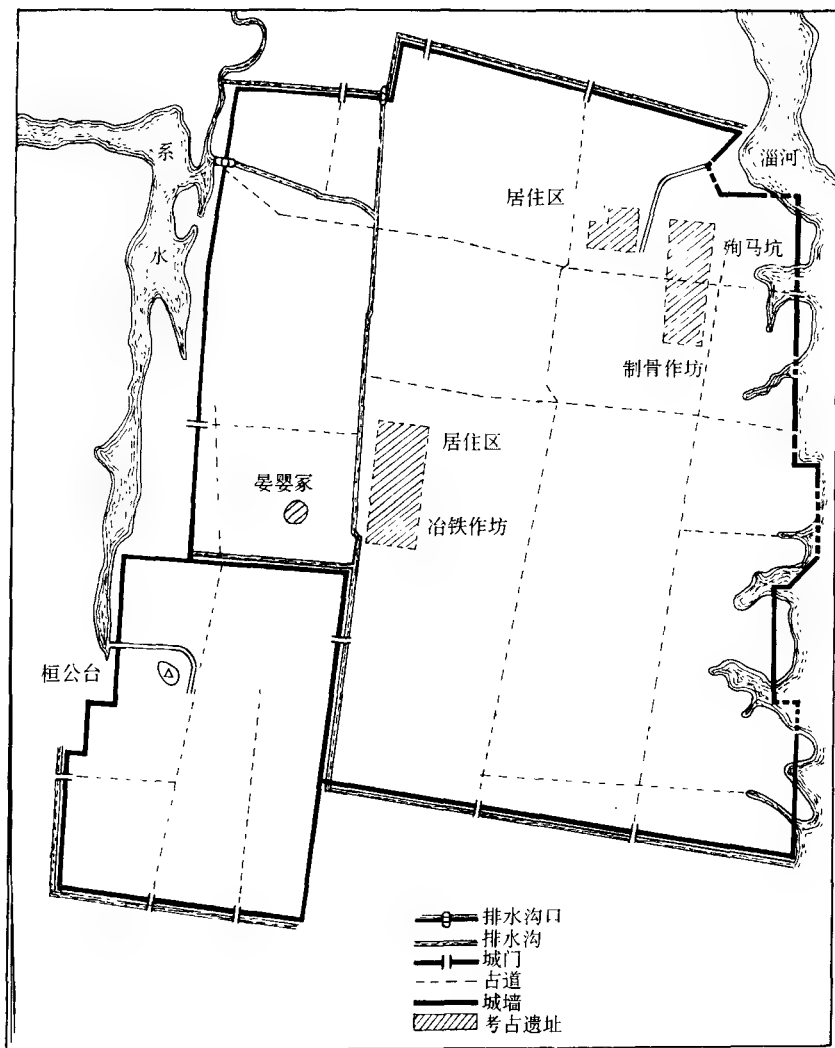 系
水
淄河
居住区
殉马坑
制骨作坊
居住区
晏婴冢
冶铁作坊
桓公台
排水沟口
排水沟
城门
古道
城墙
考古遗址